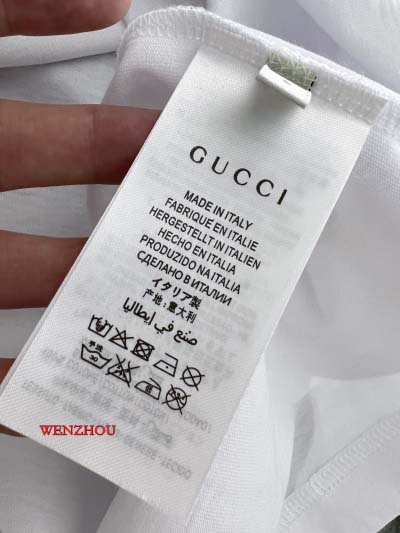 GUCCI
MADE IN ITALY
FABRIQUE EN ITALIE
HERGESTELLT IN ITALIEN
HECHO EN ITALIA
PRODUZIDO NA ITALIA
СДЕЛАНО В ИТАЛИИ
イタリア製
产地:意大利
صنع في إيطاليا
WENZHOU